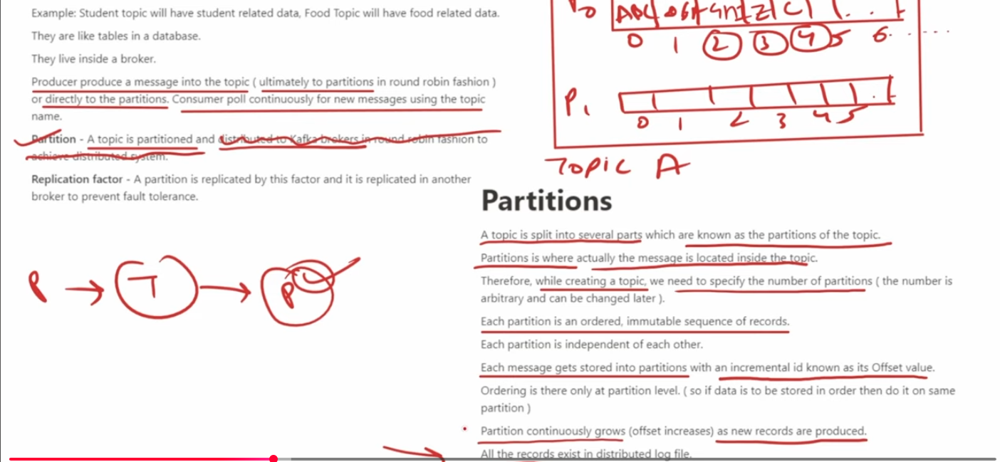 Example: Student topic will have student related data, Food Topic will have food related data.
They are like tables in a database.
They live inside a broker.
Producer produce a message into the topic ( ultimately to partitions in round robin fashion )
or directly to the partitions. Consumer poll continuously for new messages using the topic
name.
Partition - A topic is partitioned and distributed to Kafka brokers in round robin fashion to
achieve distributed system.
Replication factor - A partition is replicated by this factor and it is replicated in another
broker to prevent fault tolerance.
P T P
0 1 2 3 4 5 6
P1
0 1 2 3 4 5
TOPIC A
Partitions
A topic is split into several parts which are known as the partitions of the topic.
Partitions is where actually the message is located inside the topic.
Therefore, while creating a topic, we need to specify the number of partitions ( the number is
arbitrary and can be changed later ).
Each partition is an ordered, immutable sequence of records.
Each partition is independent of each other.
Each message gets stored into partitions with an incremental id known as its Offset value.
Ordering is there only at partition level. ( so if data is to be stored in order then do it on same
partition )
Partition continuously grows (offset increases) as new records are produced.
All the records exist in distributed log file.